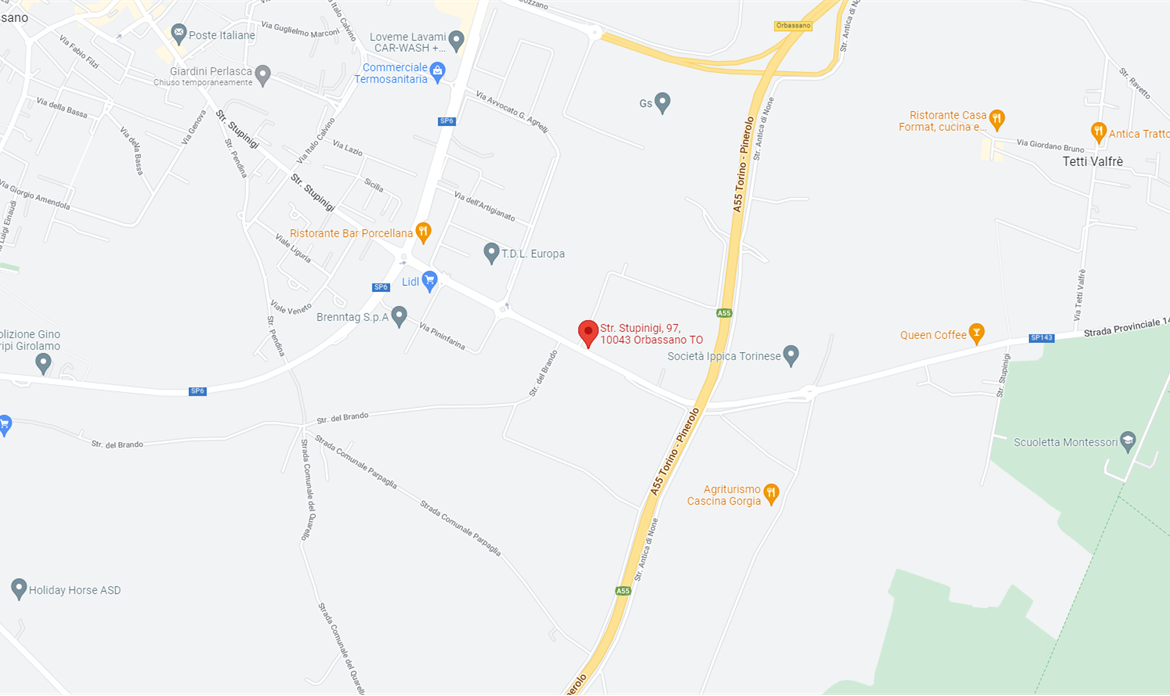 ssano
Poste Italiane
Via Guglielmo Marconi
Via Italo Calvino
Loveme Lavami
CAR-WASH +...
Commerciale
Termosanitaria
Orbassano
Str. Antica di None
Via Fabio Filzi
Giardini Perlasca
Chiuso temporaneamente
Via della Bassa
Via della Bassa
Via Genova
Str. Stupinigi
Str. Pendina
Via Italo Calvino
SP6
Via Avvocato G. Agnelli
Gs
A55 Torino - Pinerolo
Str. Antica di None
Str. Ravetto
Ristorante Casa
Format, cucina e...
Antica Tratto
Via Giordano Bruno
Tetti Valfrè
Via Lazio
Sicilia
Str. Stupinigi
Via Giorgio Amendola
Luigi Einaudi
Via dell'Artigianato
Ristorante Bar Porcellana
Viale Liguria
T.D.L. Europa
Lidl
SP6
Viale Veneto
Brenntag S.p.A
Via Pininfarina
Str. Pendina
Str. Stupinigi, 97,
10043 Orbassano TO
A55
Società Ippica Torinese
Via Tetti Valfrè
Queen Coffee
SP143
Strada Provinciale 14
Str. Stupinigi
olizione Gino
ripi Girolamo
SP6
Str. del Brando
Str. del Brando
Str. del Brando
Strada Comunale Parpaglia
Strada Comunale Parpaglia
Strada Comunale del Quarello
A55 Torino - Pinerolo
Str. Antica di None
Scuoletta Montessori
Agriturismo
Cascina Gorgia
A55
Holiday Horse ASD
Strada Comunale del Quarello
nerolo